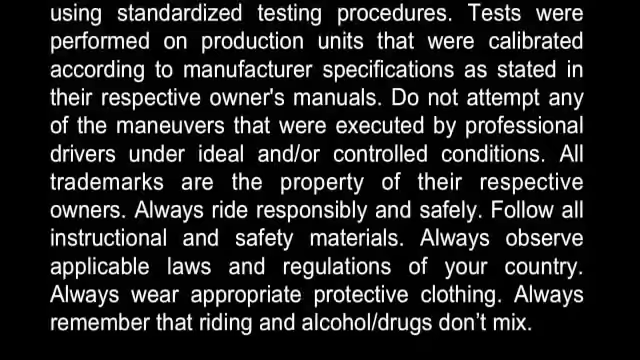 using standardized testing procedures. Tests were
performed on production units that were calibrated
according to manufacturer specifications as stated in
their respective owner's manuals. Do not attempt any
of the maneuvers that were executed by professional
drivers under ideal and/or controlled conditions. All
trademarks are the property of their respective
owners. Always ride responsibly and safely. Follow all
instructional and safety materials. Always observe
applicable laws and regulations of your country.
Always wear appropriate protective clothing. Always
remember that riding and alcohol/drugs don’t mix.